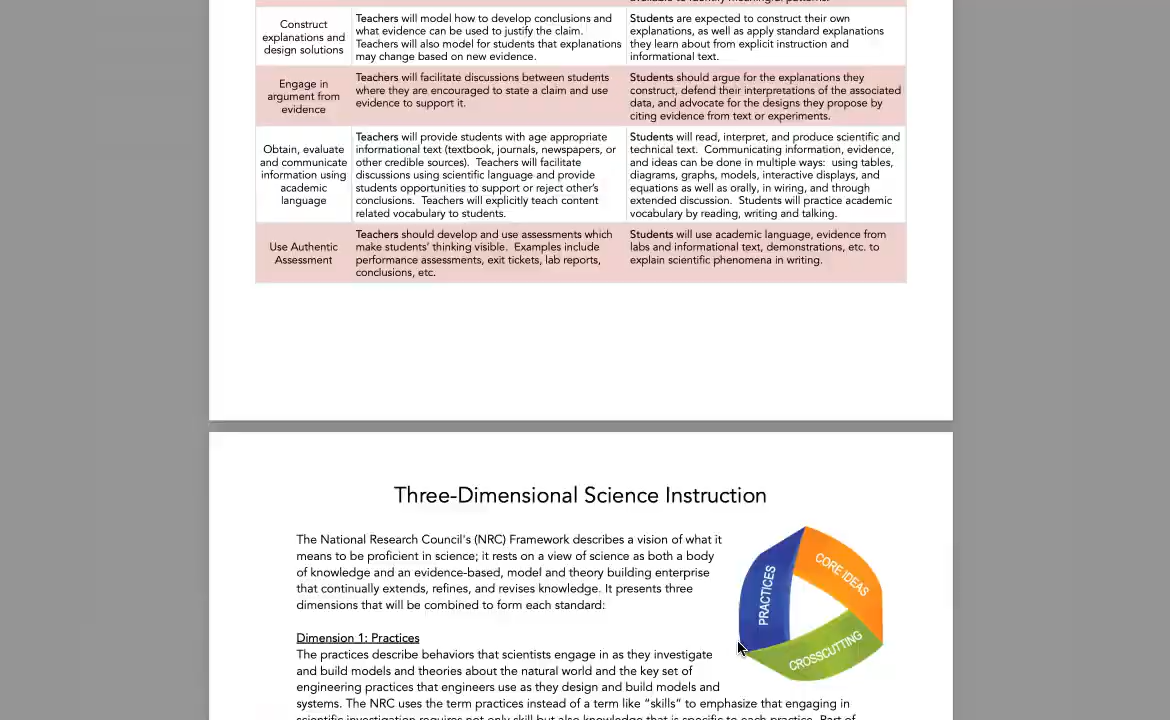 Construct
explanations and
design solutions
Teachers will model how to develop conclusions and
what evidence can be used to justify the claim.
Teachers will also model for students that explanations
may change based on new evidence.
Students are expected to construct their own
explanations, as well as apply standard explanations
they learn about from explicit instruction and
informational text.
Engage in
argument from
evidence
Teachers will facilitate discussions between students
where they are encouraged to state a claim and use
evidence to support it.
Students should argue for the explanations they
construct, defend their interpretations of the associated
data, and advocate for the designs they propose by
citing evidence from text or experiments.
Obtain, evaluate
and communicate
information using
academic
language
Teachers will provide students with age appropriate
informational text (textbook, journals, newspapers, or
other credible sources).  Teachers will facilitate
discussions using scientific language and provide
students opportunities to support or reject other's
conclusions.  Teachers will explicitly teach content
related vocabulary to students.
Students will read, interpret, and produce scientific and
technical text.  Communicating information, evidence,
and ideas can be done in multiple ways:  using tables,
diagrams, graphs, models, interactive displays, and
equations as well as orally, in wiring, and through
extended discussion.  Students will practice academic
vocabulary by reading, writing and talking.
Use Authentic
Assessment
Teachers should develop and use assessments which
make students' thinking visible.  Examples include
performance assessments, exit tickets, lab reports,
conclusions, etc.
Students will use academic language, evidence from
labs and informational text, demonstrations, etc. to
explain scientific phenomena in writing.
Three-Dimensional Science Instruction
The National Research Council's (NRC) Framework describes a vision of what it
means to be proficient in science; it rests on a view of science as both a body
of knowledge and an evidence-based, model and theory building enterprise
that continually extends, refines, and revises knowledge. It presents three
dimensions that will be combined to form each standard:
PRACTICES
CORE IDEAS
CROSSCUTTING
Dimension 1: Practices
The practices describe behaviors that scientists engage in as they investigate
and build models and theories about the natural world and the key set of
engineering practices that engineers use as they design and build models and
systems. The NRC uses the term practices instead of a term like "skills" to emphasize that engaging in
scientific investigation requires not only skill but also knowledge that is specific to each practice. Part of